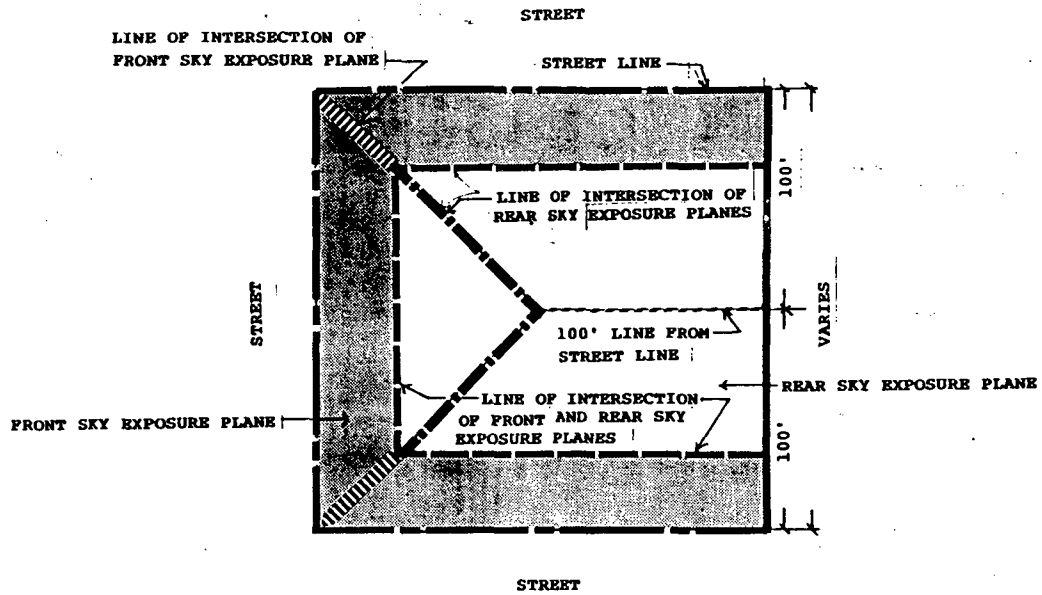 STREET
LINE OF INTERSECTION OF
FRONT SKY EXPOSURE PLANE
STREET LINE
100'
LINE OF INTERSECTION OF
REAR SKY EXPOSURE PLANES
STREET
VARIES
100' LINE FROM
STREET LINE
REAR SKY EXPOSURE PLANE
LINE OF INTERSECTION
OF FRONT AND REAR SKY
EXPOSURE PLANES
FRONT SKY EXPOSURE PLANE
100'
STREET